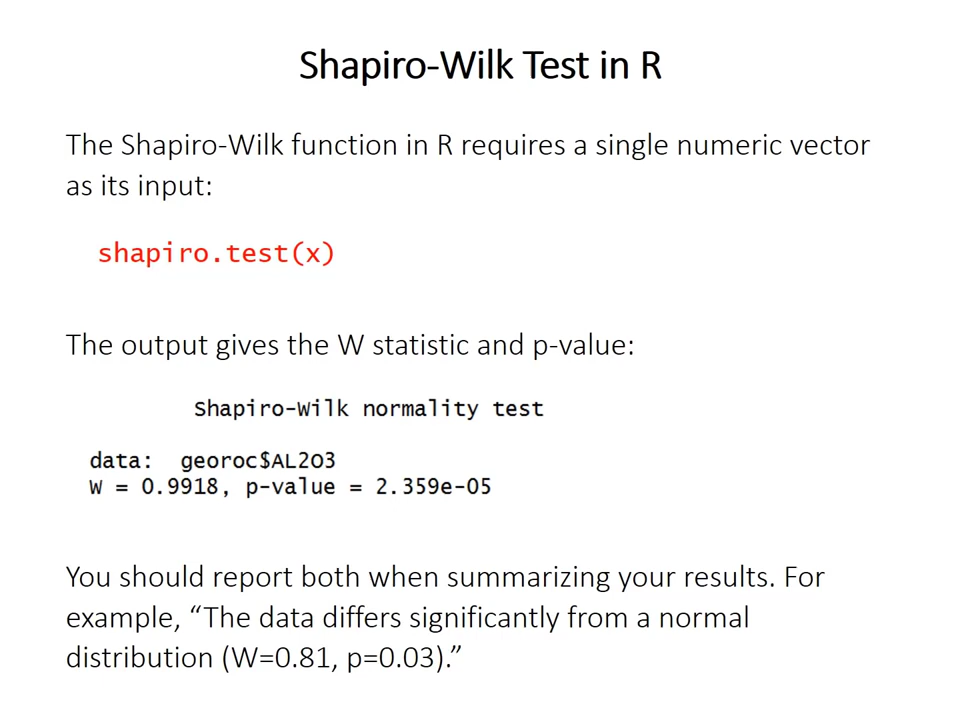 Shapiro-Wilk Test in R
The Shapiro-Wilk function in R requires a single numeric vector
as its input:
shapiro.test(x)
The output gives the W statistic and p-value:
Shapiro-Wilk normality test
data:  georoc$AL2O3
W = 0.9918, p-value = 2.359e-05
You should report both when summarizing your results. For
example, “The data differs significantly from a normal
distribution (W=0.81, p=0.03).”